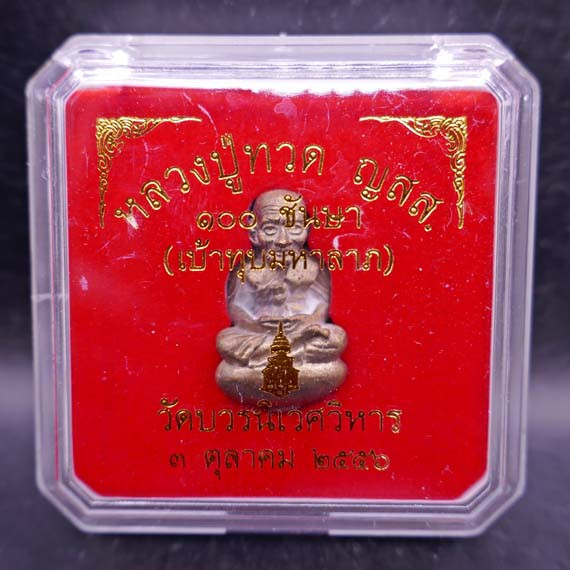 หลวงปู่ทวด ญสส.
๑๐๐ ชันษา
(เบ้าทุบมหาลาภ)
วัดบวรนิเวศวิหาร
๓ ตุลาคม ๒๕๕๖